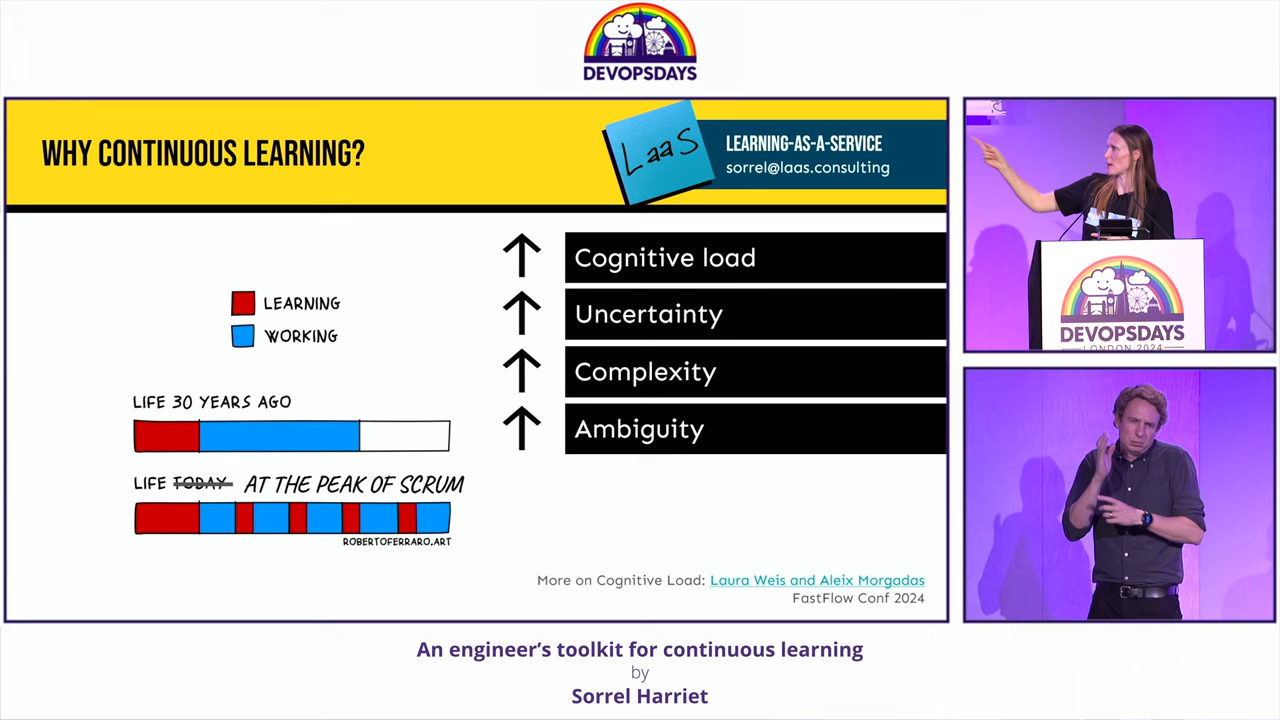 DEVOPSDAYS
WHY CONTINUOUS LEARNING?
LaaS
LEARNING-AS-A-SERVICE
sorrel@laas.consulting
LEARNING
WORKING
LIFE 30 YEARS AGO
LIFE TODAY AT THE PEAK OF SCRUM
ROBERTOFERRARO.ART
↑ Cognitive load
↑ Uncertainty
↑ Complexity
↑ Ambiguity
More on Cognitive Load: Laura Weis and Aleix Morgadas
FastFlow Conf 2024
DEVOPSDAYS
LONDON 2024
An engineer's toolkit for continuous learning
by
Sorrel Harriet